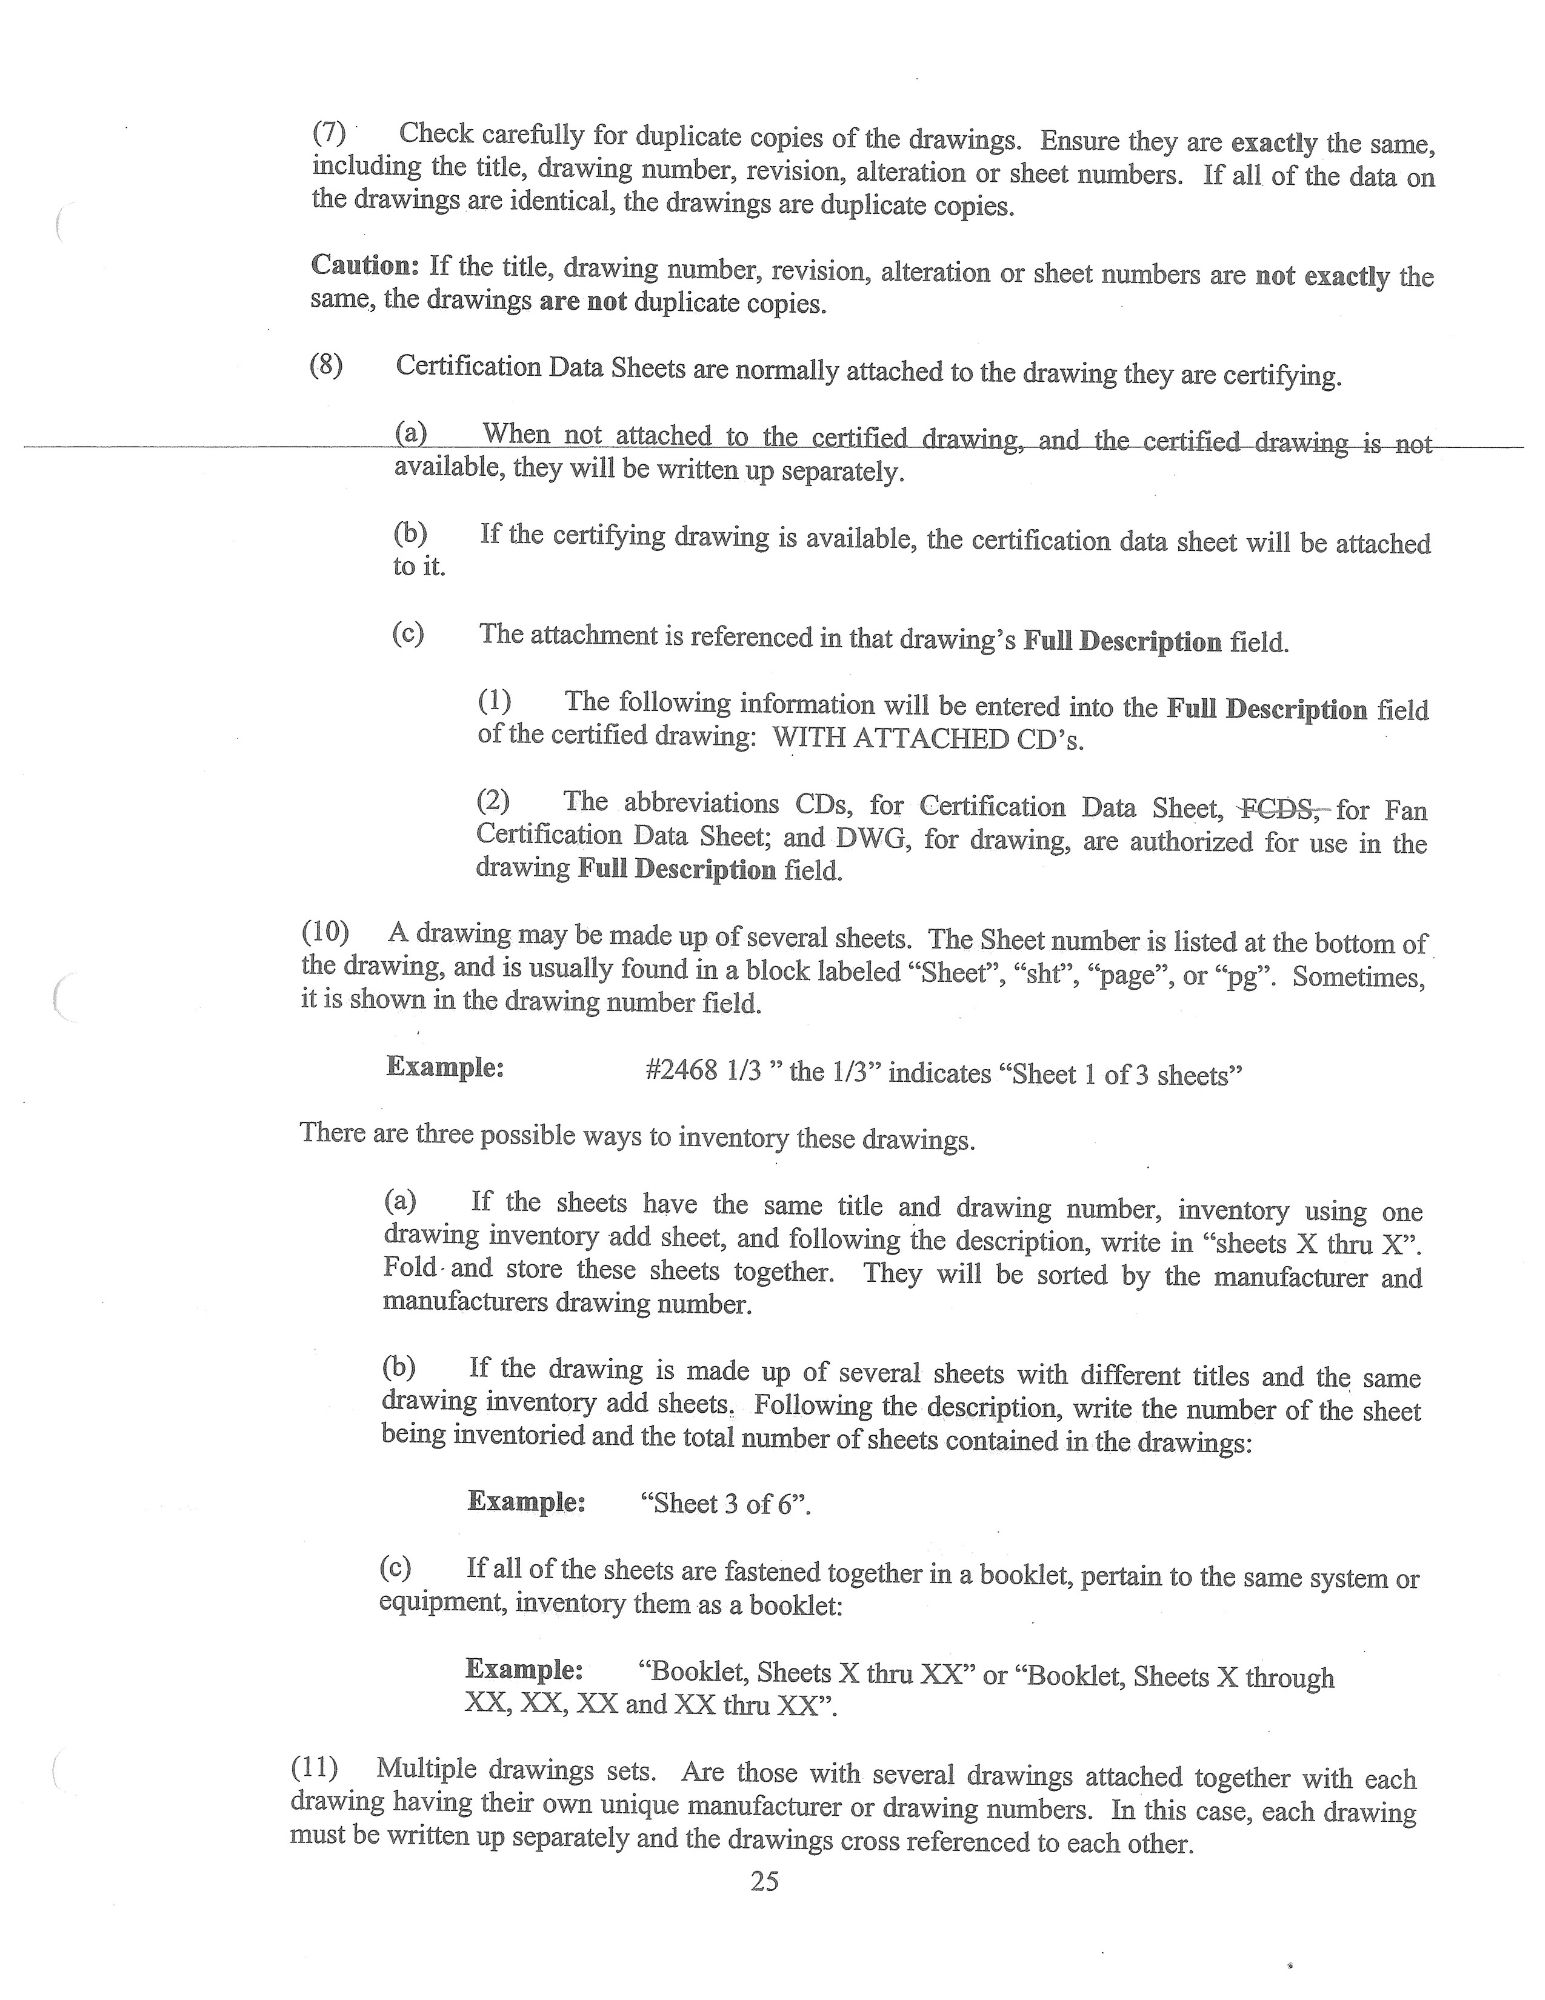 (7) Check carefully for duplicate copies of the drawings. Ensure they are exactly the same,
including the title, drawing number, revision, alteration or sheet numbers. If all of the data on
the drawings are identical, the drawings are duplicate copies.
Caution: If the title, drawing number, revision, alteration or sheet numbers are not exactly the
same, the drawings are not duplicate copies.
(8) Certification Data Sheets are normally attached to the drawing they are certifying.
(a) When not attached to the certified drawing, and the certified drawing is not
available, they will be written up separately.
(b) If the certifying drawing is available, the certification data sheet will be attached
to it.
(c) The attachment is referenced in that drawing's Full Description field.
(1) The following information will be entered into the Full Description field
of the certified drawing: WITH ATTACHED CD's.
(2) The abbreviations CDs, for Certification Data Sheet, FCDS, for Fan
Certification Data Sheet; and DWG, for drawing, are authorized for use in the
drawing Full Description field.
(10) A drawing may be made up of several sheets. The Sheet number is listed at the bottom of
the drawing, and is usually found in a block labeled “Sheet”, “sht”, “page”, or “pg”. Sometimes,
it is shown in the drawing number field.
Example: #2468 1/3 ” the 1/3” indicates “Sheet 1 of 3 sheets”
There are three possible ways to inventory these drawings.
(a) If the sheets have the same title and drawing number, inventory using one
drawing inventory add sheet, and following the description, write in “sheets X thru X”.
Fold and store these sheets together. They will be sorted by the manufacturer and
manufacturers drawing number.
(b) If the drawing is made up of several sheets with different titles and the same
drawing inventory add sheets. Following the description, write the number of the sheet
being inventoried and the total number of sheets contained in the drawings:
Example: “Sheet 3 of 6”.
(c) If all of the sheets are fastened together in a booklet, pertain to the same system or
equipment, inventory them as a booklet:
Example: “Booklet, Sheets X thru XX” or “Booklet, Sheets X through
XX, XX, XX and XX thru XX”.
(11) Multiple drawings sets. Are those with several drawings attached together with each
drawing having their own unique manufacturer or drawing numbers. In this case, each drawing
must be written up separately and the drawings cross referenced to each other.
25